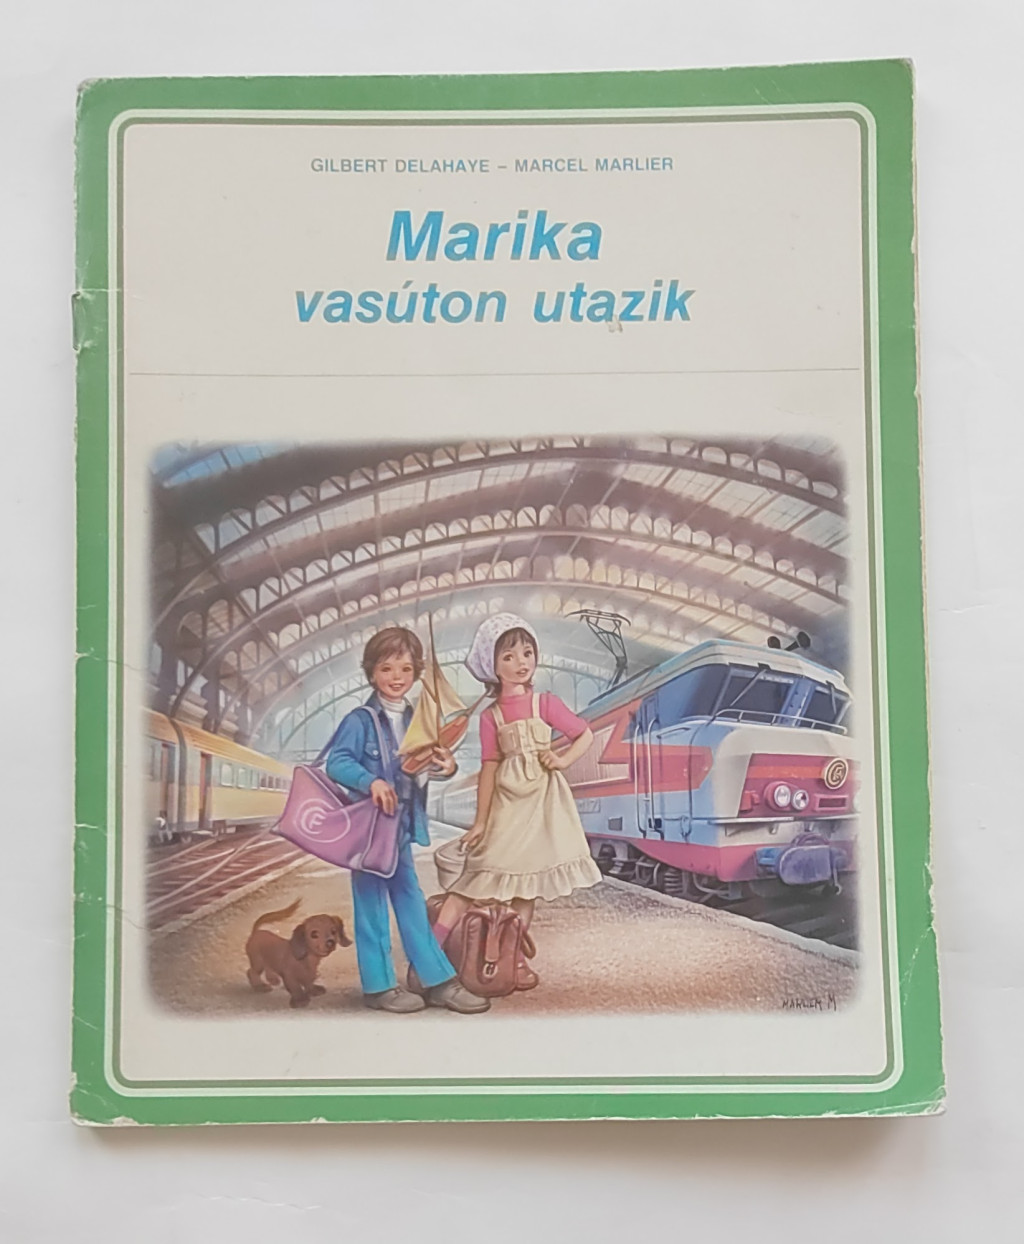 GILBERT DELAHAYE – MARCEL MARLIER
Marika
vasúton utazik
MARLIER M